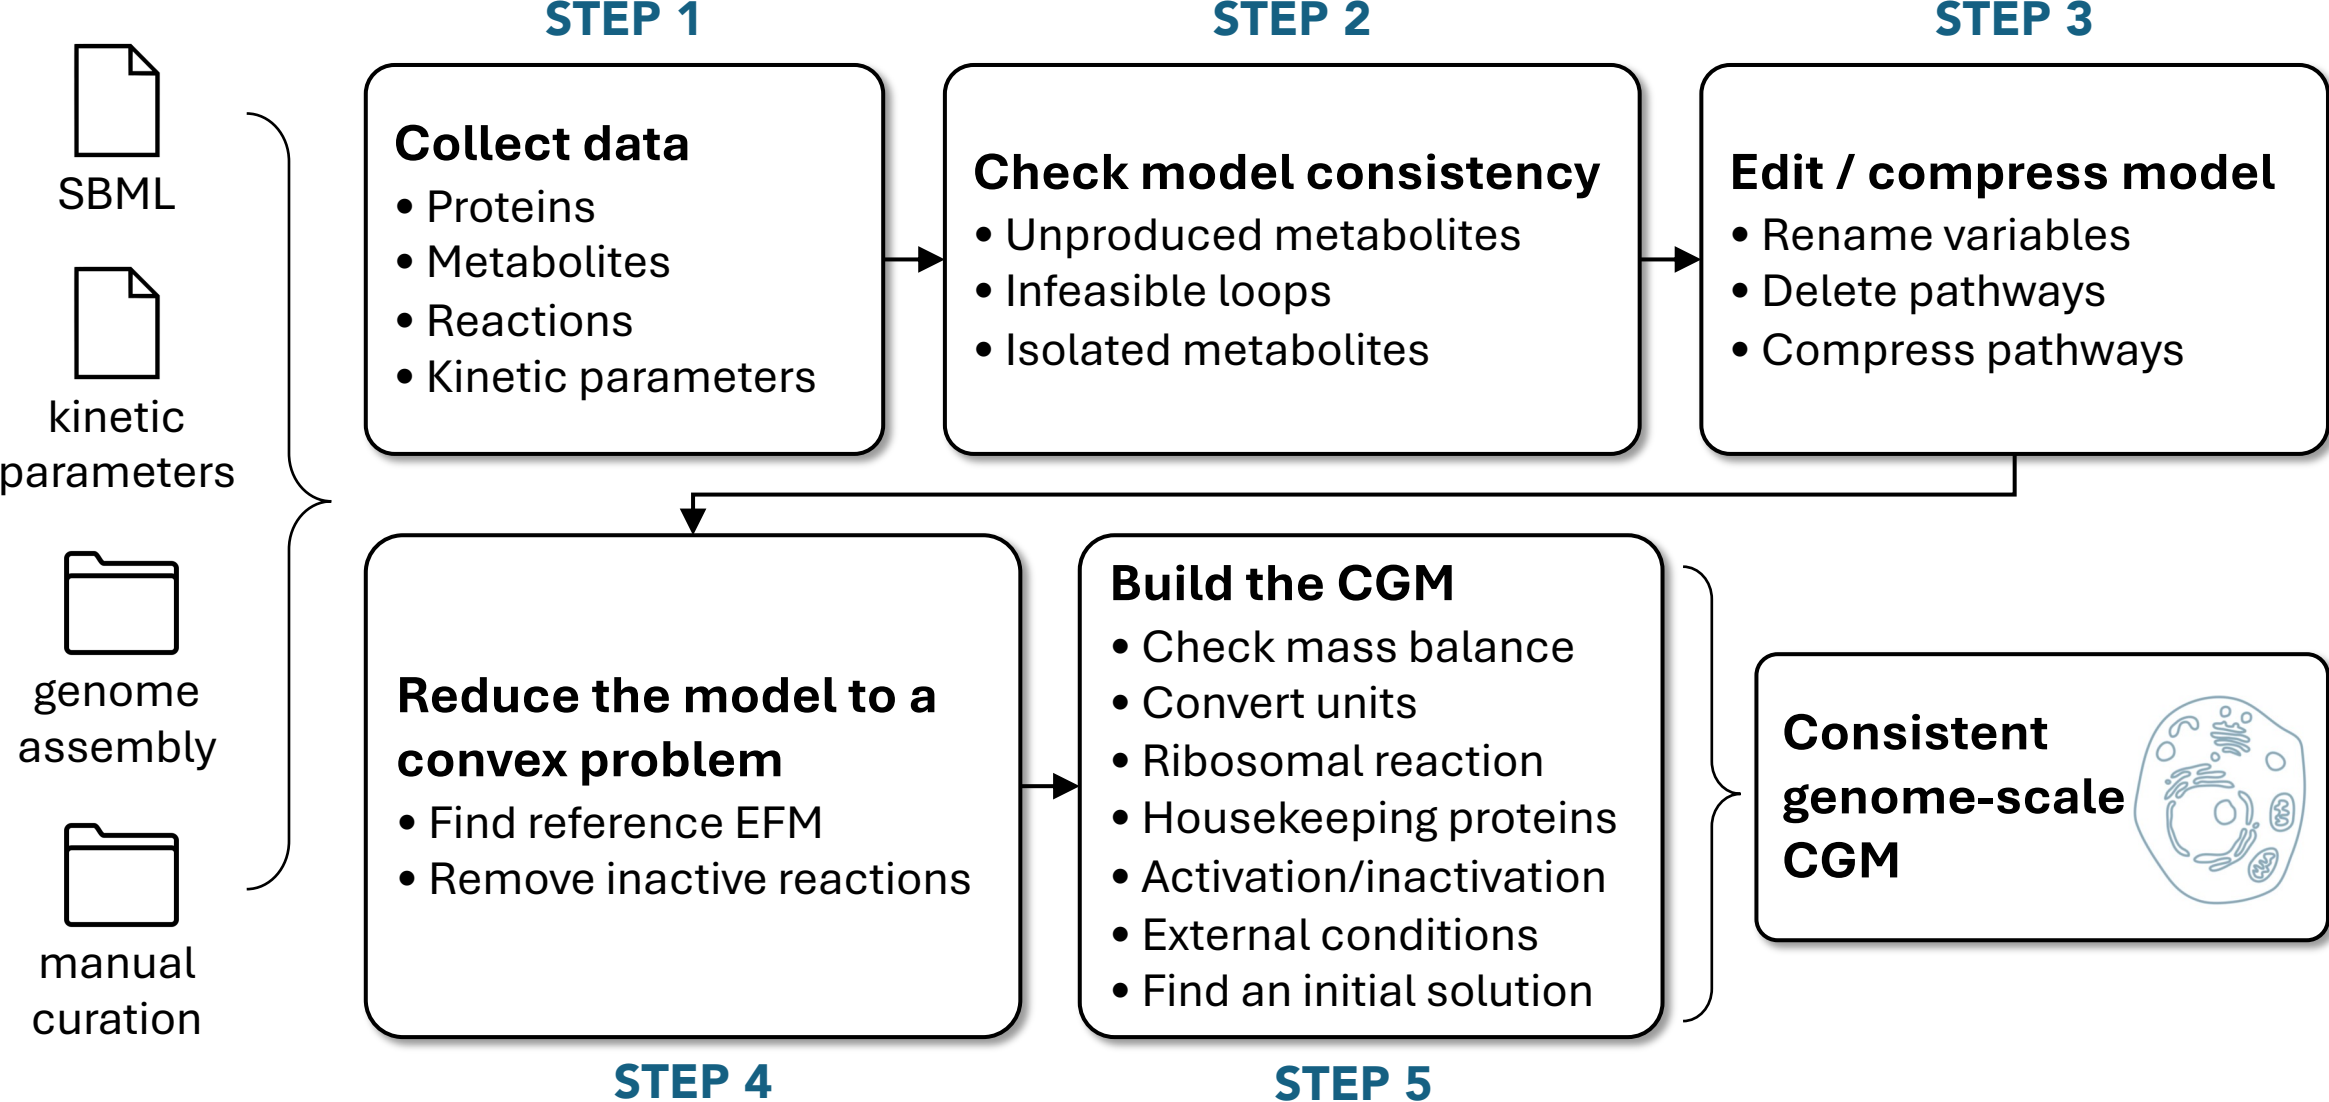 STEP 1
STEP 2
STEP 3
SBML
kinetic
parameters
genome
assembly
manual
curation
Collect data
• Proteins
• Metabolites
• Reactions
• Kinetic parameters
Check model consistency
• Unproduced metabolites
• Infeasible loops
• Isolated metabolites
Edit / compress model
• Rename variables
• Delete pathways
• Compress pathways
Reduce the model to a
convex problem
• Find reference EFM
• Remove inactive reactions
Build the CGM
• Check mass balance
• Convert units
• Ribosomal reaction
• Housekeeping proteins
• Activation/inactivation
• External conditions
• Find an initial solution
Consistent
genome-scale
CGM
STEP 4
STEP 5